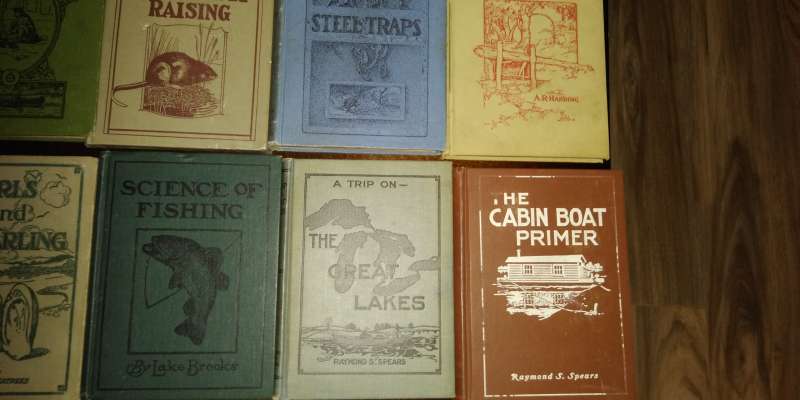 RAISING
STEEL TRAPS
A.R. HARDING
and
SCIENCE OF
FISHING
By Lake Brooks
A TRIP ON—
THE
GREAT
LAKES
RAYMOND S. SPEARS
THE
CABIN BOAT
PRIMER
Raymond S. Spears